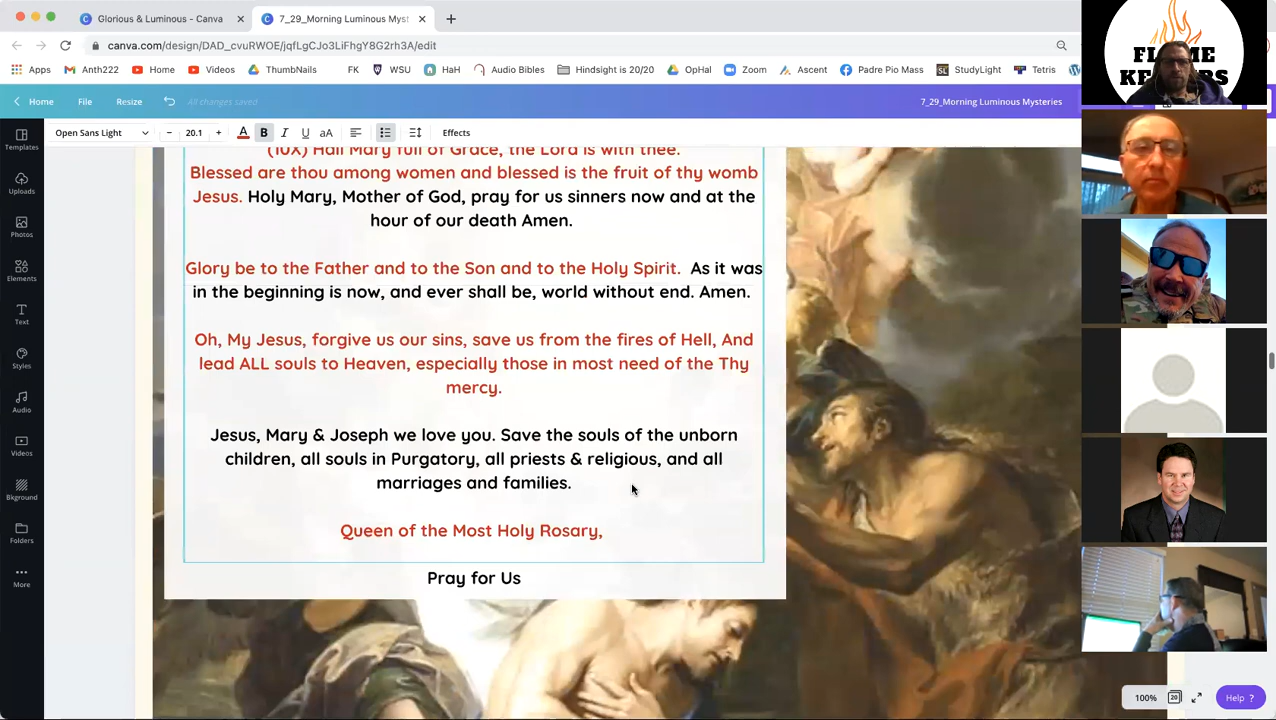 Glorious & Luminous - Canva
7_29_Morning Luminous Myst
canva.com/design/DAD_cvuRWOE/jqfLgCJo3LiFhgY8G2rh3A/edit
Apps
Anth222
Home
Videos
ThumbNails
FK
WSU
HaH
Audio Bibles
Hindsight is 20/20
OpHal
Zoom
Ascent
Padre Pio Mass
StudyLight
Tetris
Home
File
Resize
All changes saved
7_29_Morning Luminous Mysteries
Open Sans Light
20.1
A
B
I
U
aA
Effects
Templates
Uploads
Photos
Elements
Text
Styles
Audio
Videos
Bkground
Folders
More
(10X) Hail Mary full of Grace, the Lord is with thee.
Blessed are thou among women and blessed is the fruit of thy womb
Jesus. Holy Mary, Mother of God, pray for us sinners now and at the
hour of our death Amen.
Glory be to the Father and to the Son and to the Holy Spirit. As it was
in the beginning is now, and ever shall be, world without end. Amen.
Oh, My Jesus, forgive us our sins, save us from the fires of Hell, And
lead ALL souls to Heaven, especially those in most need of the Thy
mercy.
Jesus, Mary & Joseph we love you. Save the souls of the unborn
children, all souls in Purgatory, all priests & religious, and all
marriages and families.
Queen of the Most Holy Rosary,
Pray for Us
100%
20
Help ?